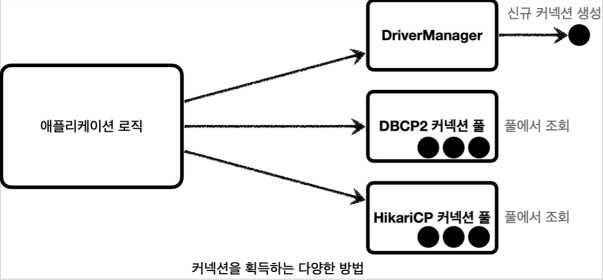 신규 커넥션 생성
DriverManager
애플리케이션 로직
DBCP2 커넥션 풀
풀에서 조회
HikariCP 커넥션 풀
풀에서 조회
커넥션을 획득하는 다양한 방법